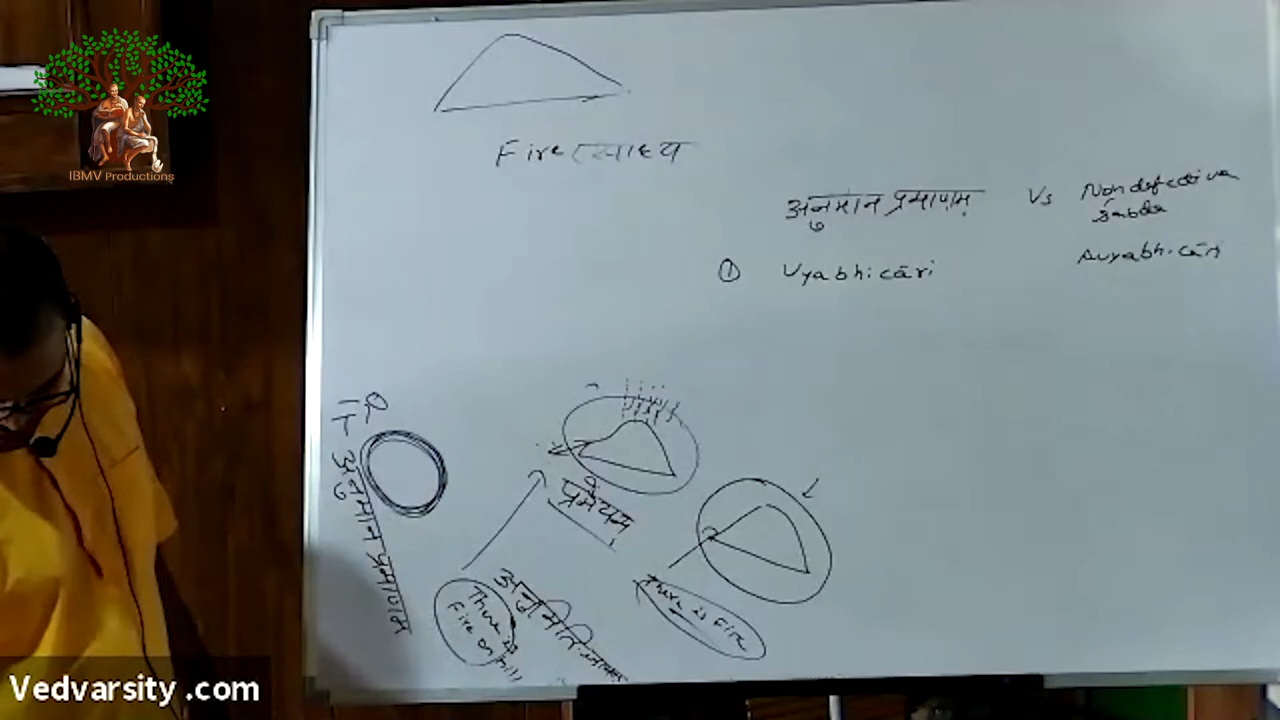 IBMV Productions
Fire साध्य
अनुमान प्रमाणम् Vs Non defective
śabda
① Vyabhicāri Avyabhicāri
अनुमान प्रमाणम्
प्रमेयम्
There is
Fire on hill
अनुमिति
There is Fire
Vedvarsity .com